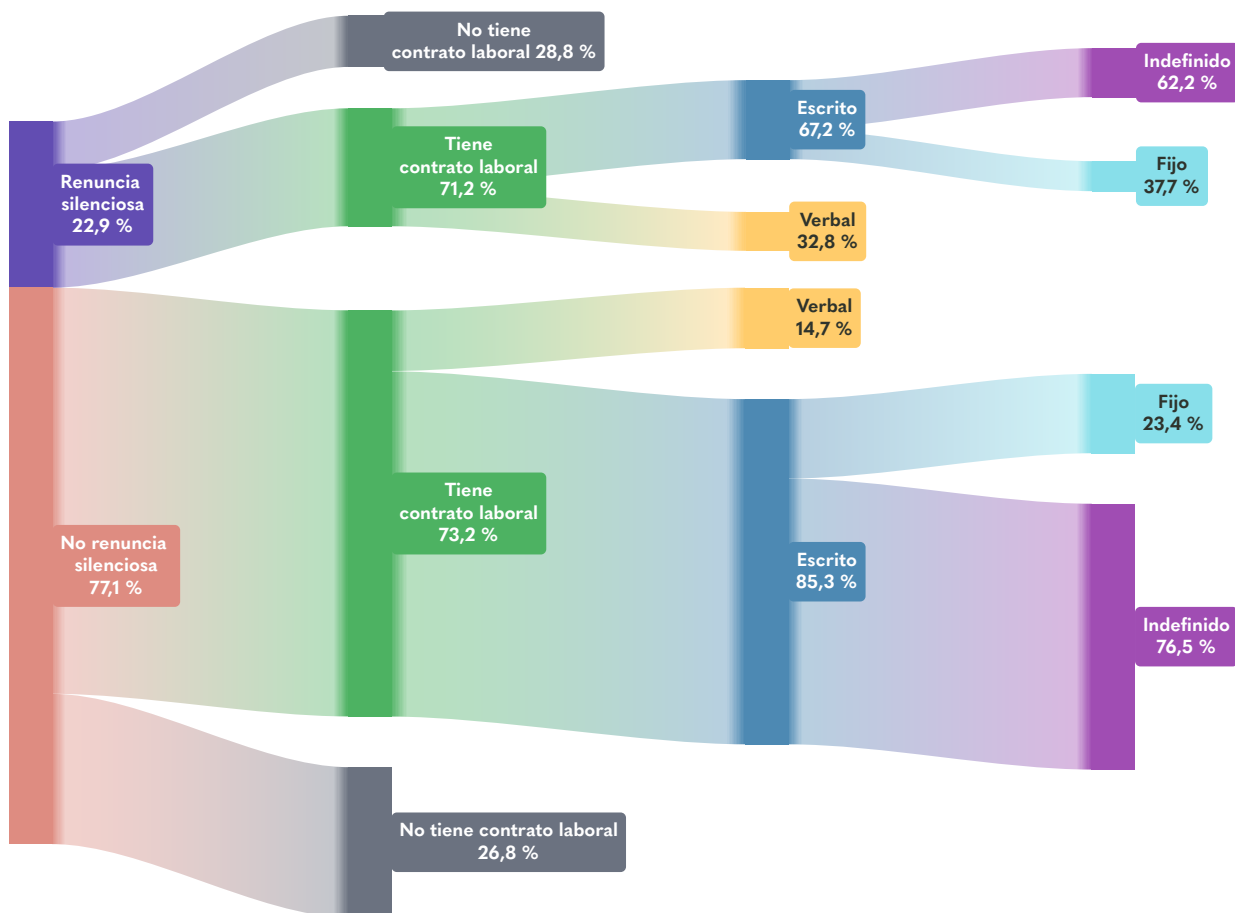 No tiene
contrato laboral 28,8 %
Indefinido
62,2 %
Escrito
67,2 %
Tiene
contrato laboral
71,2 %
Fijo
37,7 %
Renuncia
silenciosa
22,9 %
Verbal
32,8 %
Verbal
14,7 %
Fijo
23,4 %
Tiene
contrato laboral
73,2 %
No renuncia
silenciosa
77,1 %
Escrito
85,3 %
Indefinido
76,5 %
No tiene contrato laboral
26,8 %